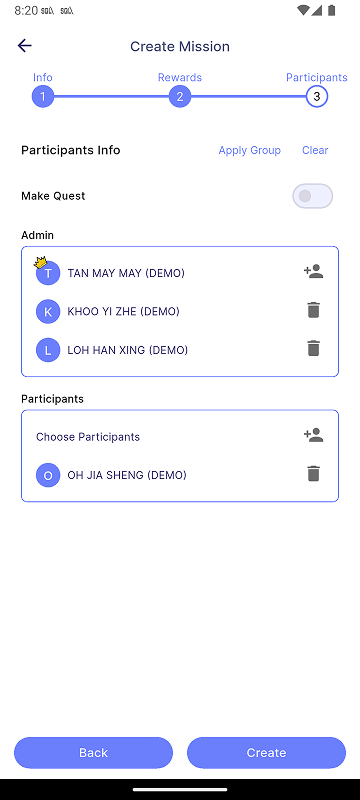 8:20
Create Mission
Info Rewards Participants
1 2 3
Participants Info Apply Group Clear
Make Quest
Admin
T TAN MAY MAY (DEMO)
K KHOO YI ZHE (DEMO)
L LOH HAN XING (DEMO)
Participants
Choose Participants
O OH JIA SHENG (DEMO)
Back Create